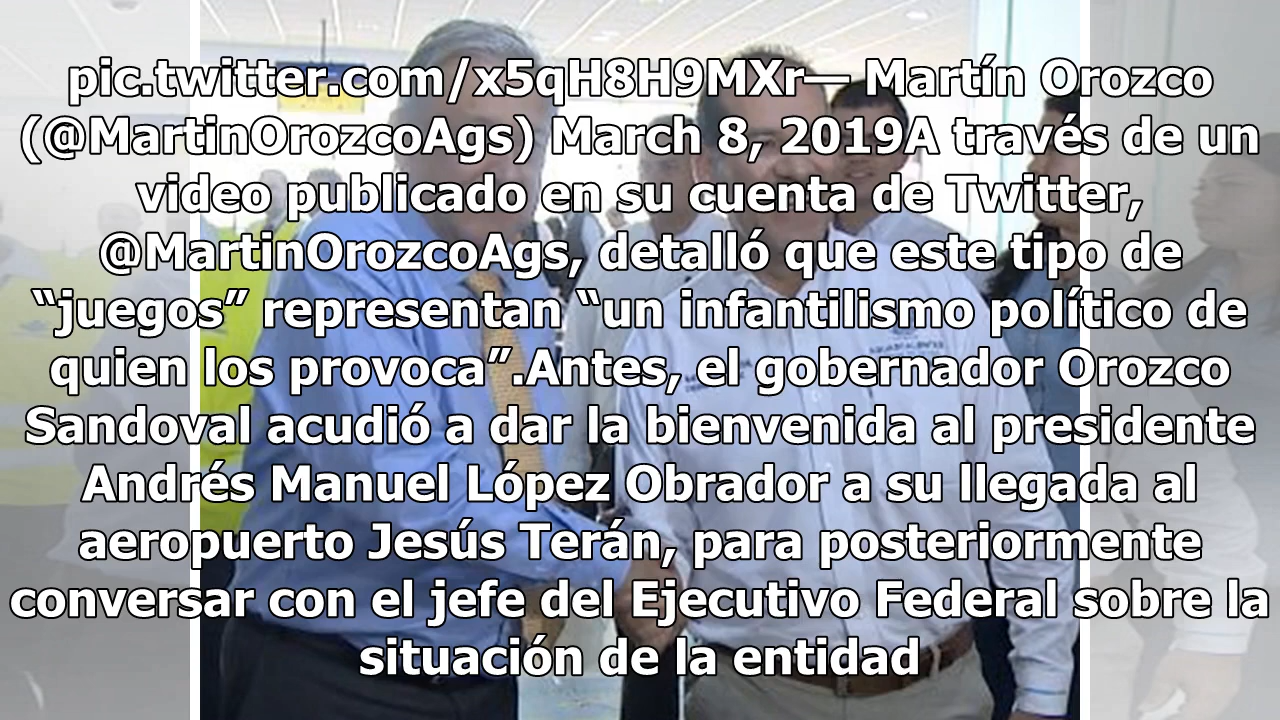 pic.twitter.com/x5qH8H9MXr— Martín Orozco
(@MartinOrozcoAgs) March 8, 2019A través de un
video publicado en su cuenta de Twitter,
@MartinOrozcoAgs, detalló que este tipo de
“juegos” representan “un infantilismo político de
quien los provoca”.Antes, el gobernador Orozco
Sandoval acudió a dar la bienvenida al presidente
Andrés Manuel López Obrador a su llegada al
aeropuerto Jesús Terán, para posteriormente
conversar con el jefe del Ejecutivo Federal sobre la
situación de la entidad